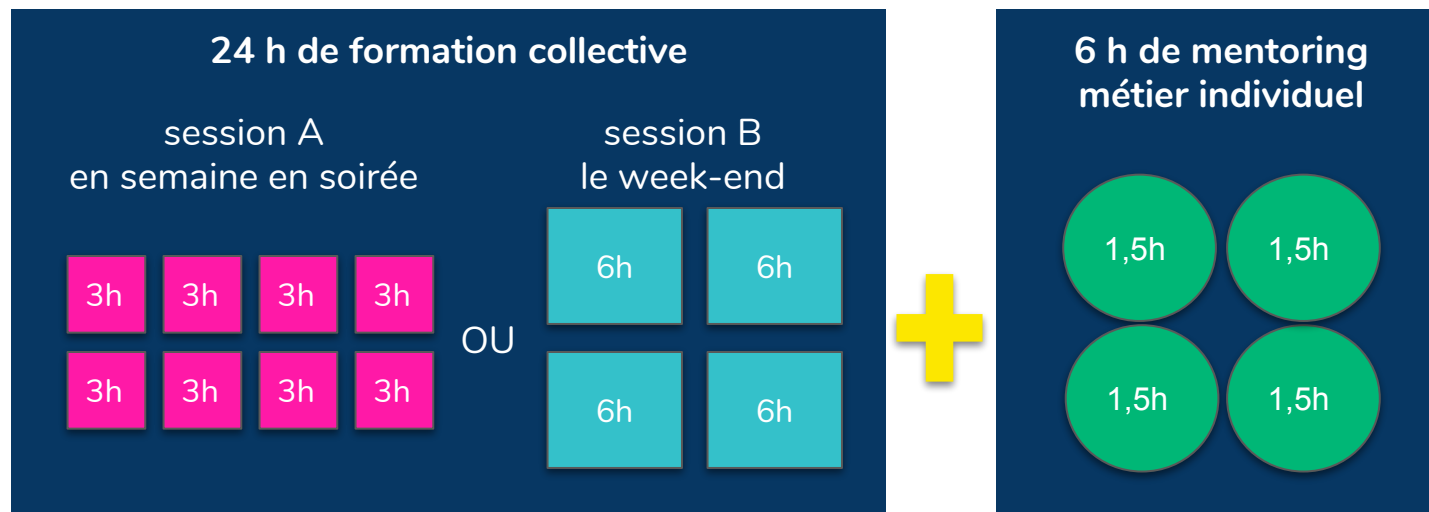 24 h de formation collective
session A
en semaine en soirée
3h 3h 3h 3h
3h 3h 3h 3h
OU
session B
le week-end
6h 6h
6h 6h
6 h de mentoring
métier individuel
1,5h 1,5h
1,5h 1,5h